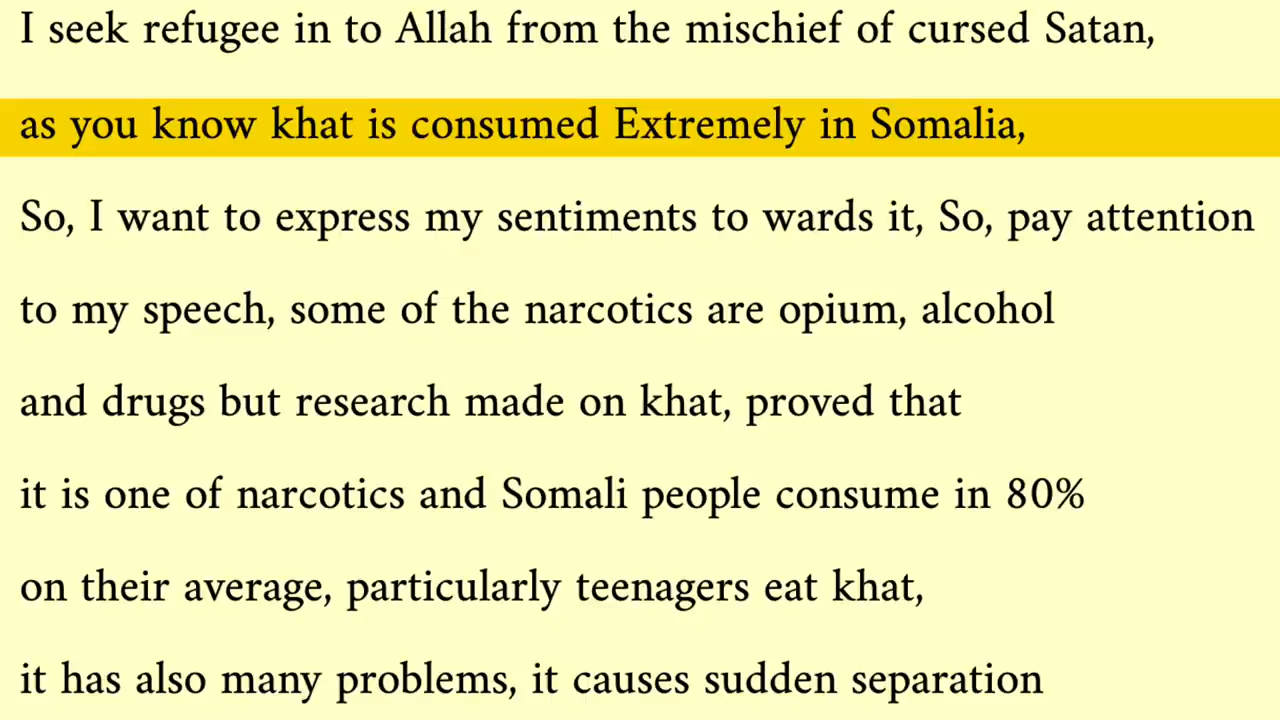 I seek refugee in to Allah from the mischief of cursed Satan,
as you know khat is consumed Extremely in Somalia,
So, I want to express my sentiments to wards it, So, pay attention
to my speech, some of the narcotics are opium, alcohol
and drugs but research made on khat, proved that
it is one of narcotics and Somali people consume in 80%
on their average, particularly teenagers eat khat,
it has also many problems, it causes sudden separation